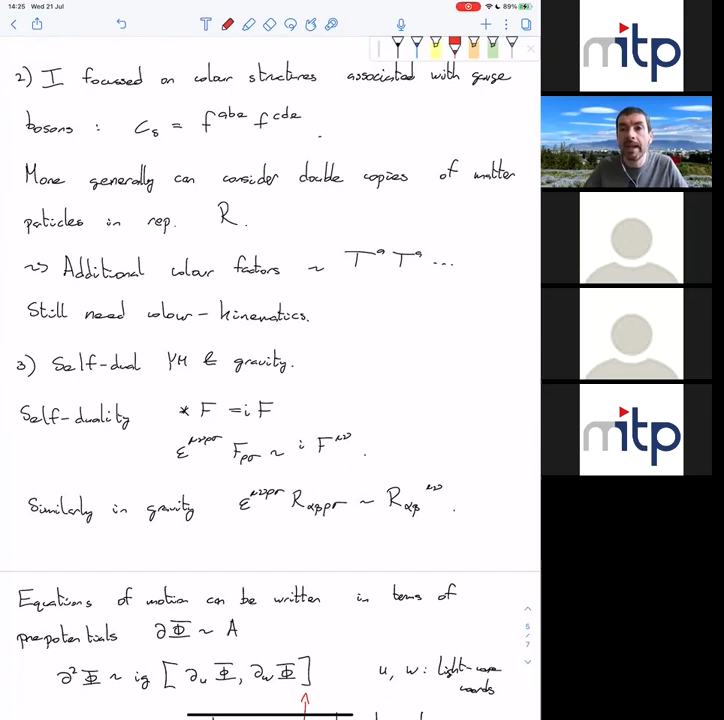 14:25 Wed 21 Jul
89%
2) I focussed on colour structures associated with gauge
bosons : C_s = f^{abe} f^{cde} .
More generally can consider double copies of matter
particles in rep. R.
~> Additional colour factors ~ T^a T^a ...
Still need colour-kinematics.
3) Self-dual YM & gravity.
Self-duality * F = i F
ε^{μνρσ} F_{ρσ} ~ i F^{μν} .
Similarly in gravity ε^{μνρσ} R_{αβρσ} ~ R_{αβ}^{μν} .
Equations of motion can be written in terms of
prepotentials ∂Φ ~ A
∂²Φ ~ ig [ ∂_u Φ, ∂_w Φ ] u, w : light-cone
coords
5
/
7
mitp
mitp